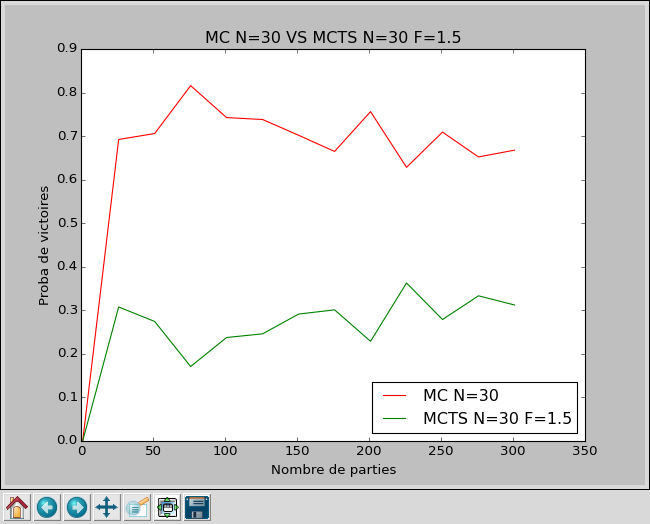 MC N=30 VS MCTS N=30 F=1.5
0.9
0.8
0.7
0.6
0.5
0.4
0.3
0.2
0.1
0.0
Proba de victoires
0 50 100 150 200 250 300 350
Nombre de parties
MC N=30
MCTS N=30 F=1.5